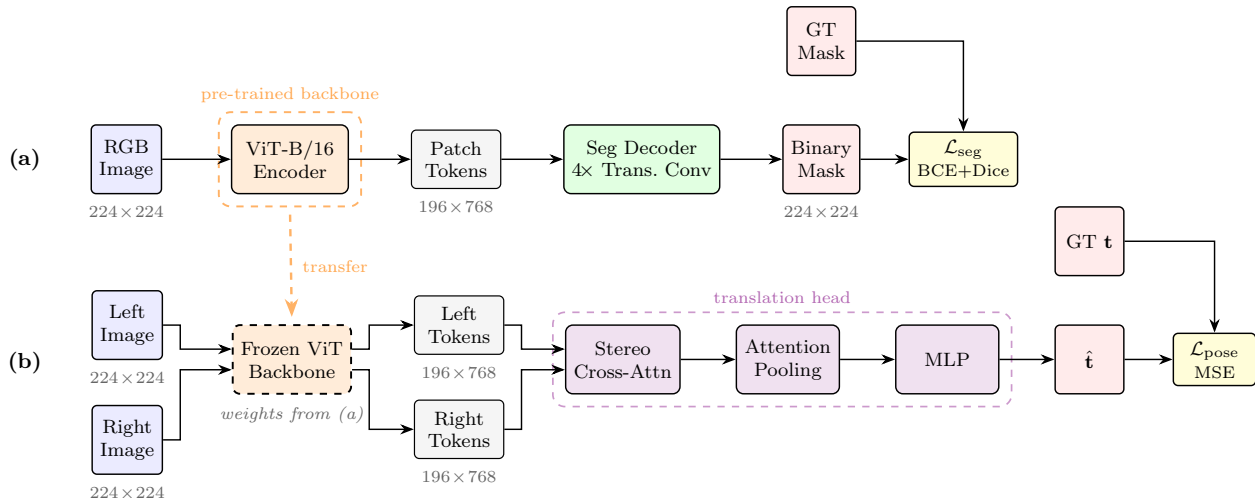 GT
Mask
pre-trained backbone
(a)
RGB
Image
224×224
ViT-B/16
Encoder
Patch
Tokens
196×768
Seg Decoder
4× Trans. Conv
Binary
Mask
224×224
ℒseg
BCE+Dice
transfer
GT t
translation head
(b)
Left
Image
224×224
Right
Image
224×224
Frozen ViT
Backbone
weights from (a)
Left
Tokens
196×768
Right
Tokens
196×768
Stereo
Cross-Attn
Attention
Pooling
MLP
t̂
ℒpose
MSE